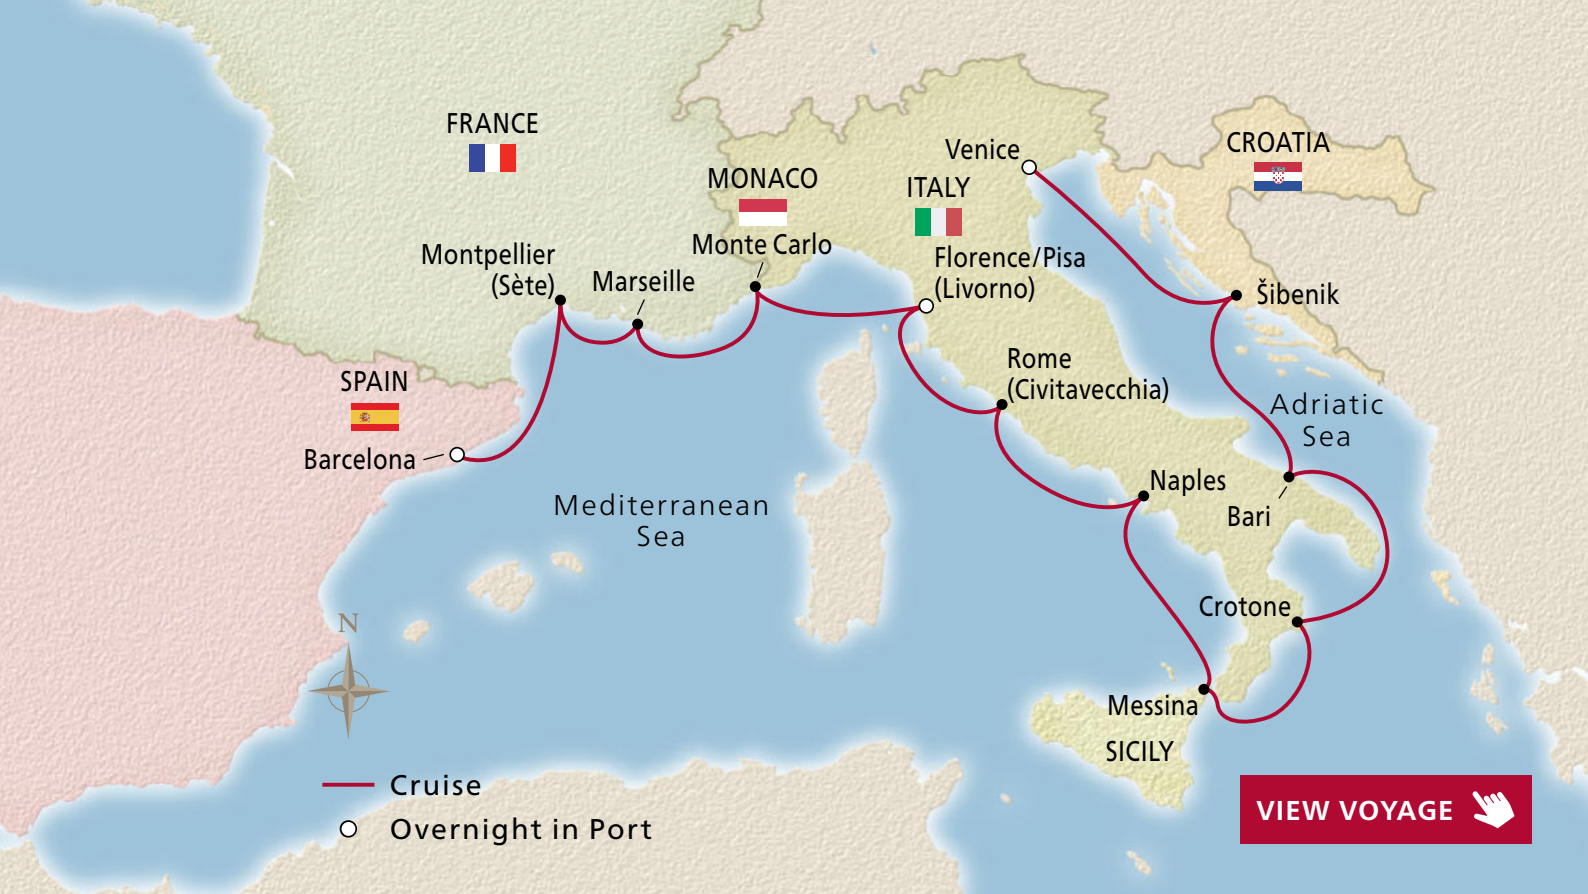 FRANCE
MONACO
Monte Carlo
Venice
ITALY
CROATIA
Florence/Pisa
(Livorno)
Montpellier
(Sète)
Marseille
Šibenik
SPAIN
Barcelona
Rome
(Civitavecchia)
Adriatic
Sea
Naples
Bari
Mediterranean
Sea
Crotone
N
Messina
SICILY
Cruise
Overnight in Port
VIEW VOYAGE